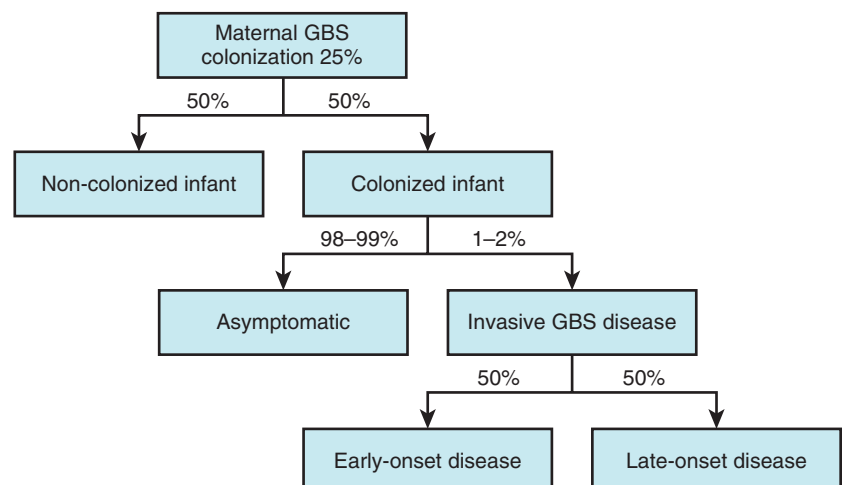 Maternal GBS
colonization 25%
50%
50%
Non-colonized infant
Colonized infant
98–99%
1–2%
Asymptomatic
Invasive GBS disease
50%
50%
Early-onset disease
Late-onset disease